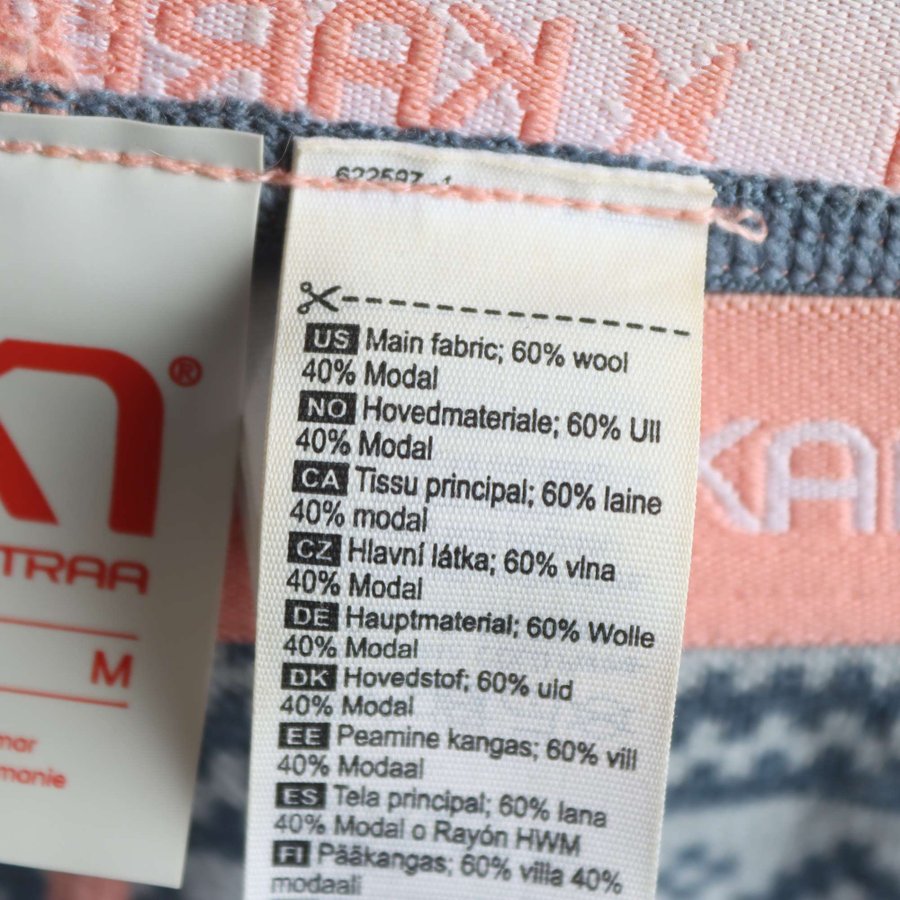 KAR
622597
US Main fabric; 60% wool
40% Modal
NO Hovedmateriale; 60% Ull
40% Modal
CA Tissu principal; 60% laine
40% modal
CZ Hlavní látka; 60% vlna
40% Modal
DE Hauptmaterial; 60% Wolle
40% Modal
DK Hovedstof; 60% uld
40% Modal
EE Peamine kangas; 60% vill
40% Modaal
ES Tela principal; 60% lana
40% Modal o Rayón HWM
FI Pääkangas; 60% villa 40%
modaali
®
TRAA
M
KA